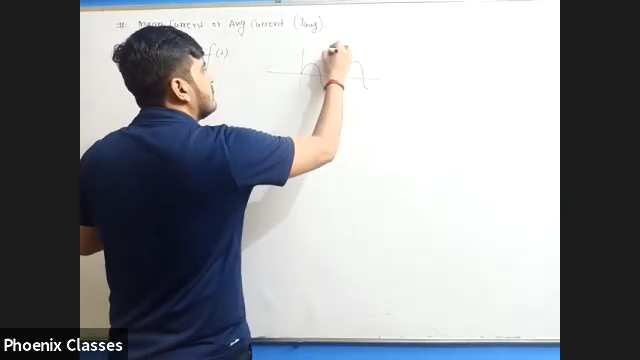 # Mean Current or Avg Current (Iavg).
f(t)
Phoenix Classes